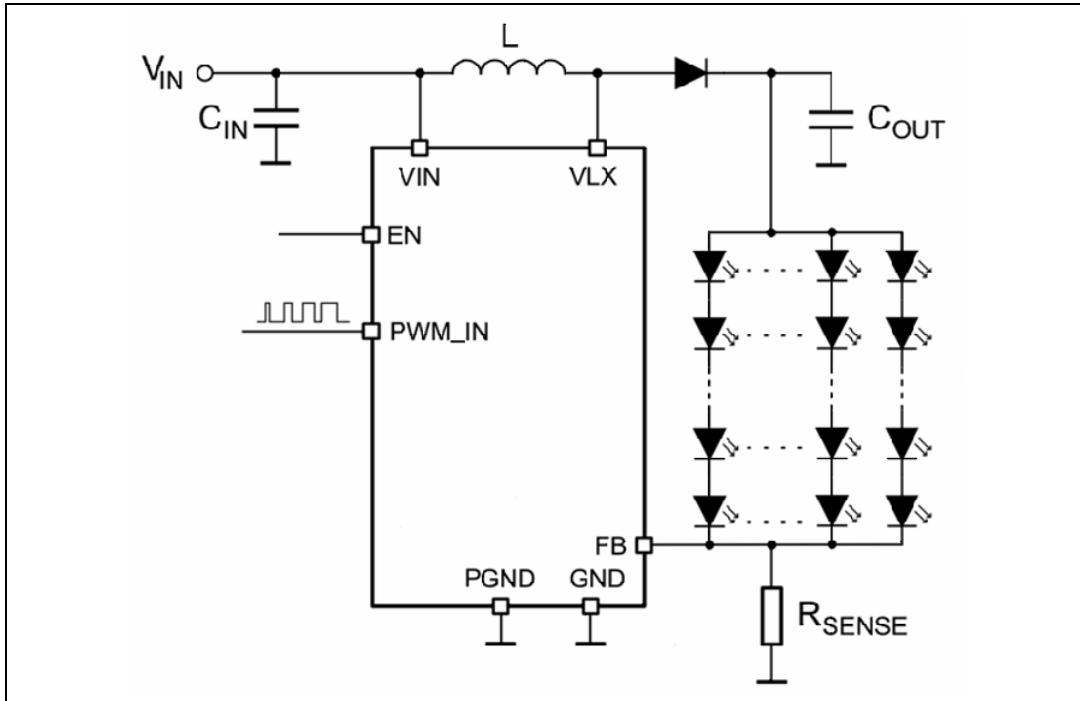 L
VIN
CIN
COUT
VIN
VLX
EN
PWM_IN
FB
PGND
GND
RSENSE